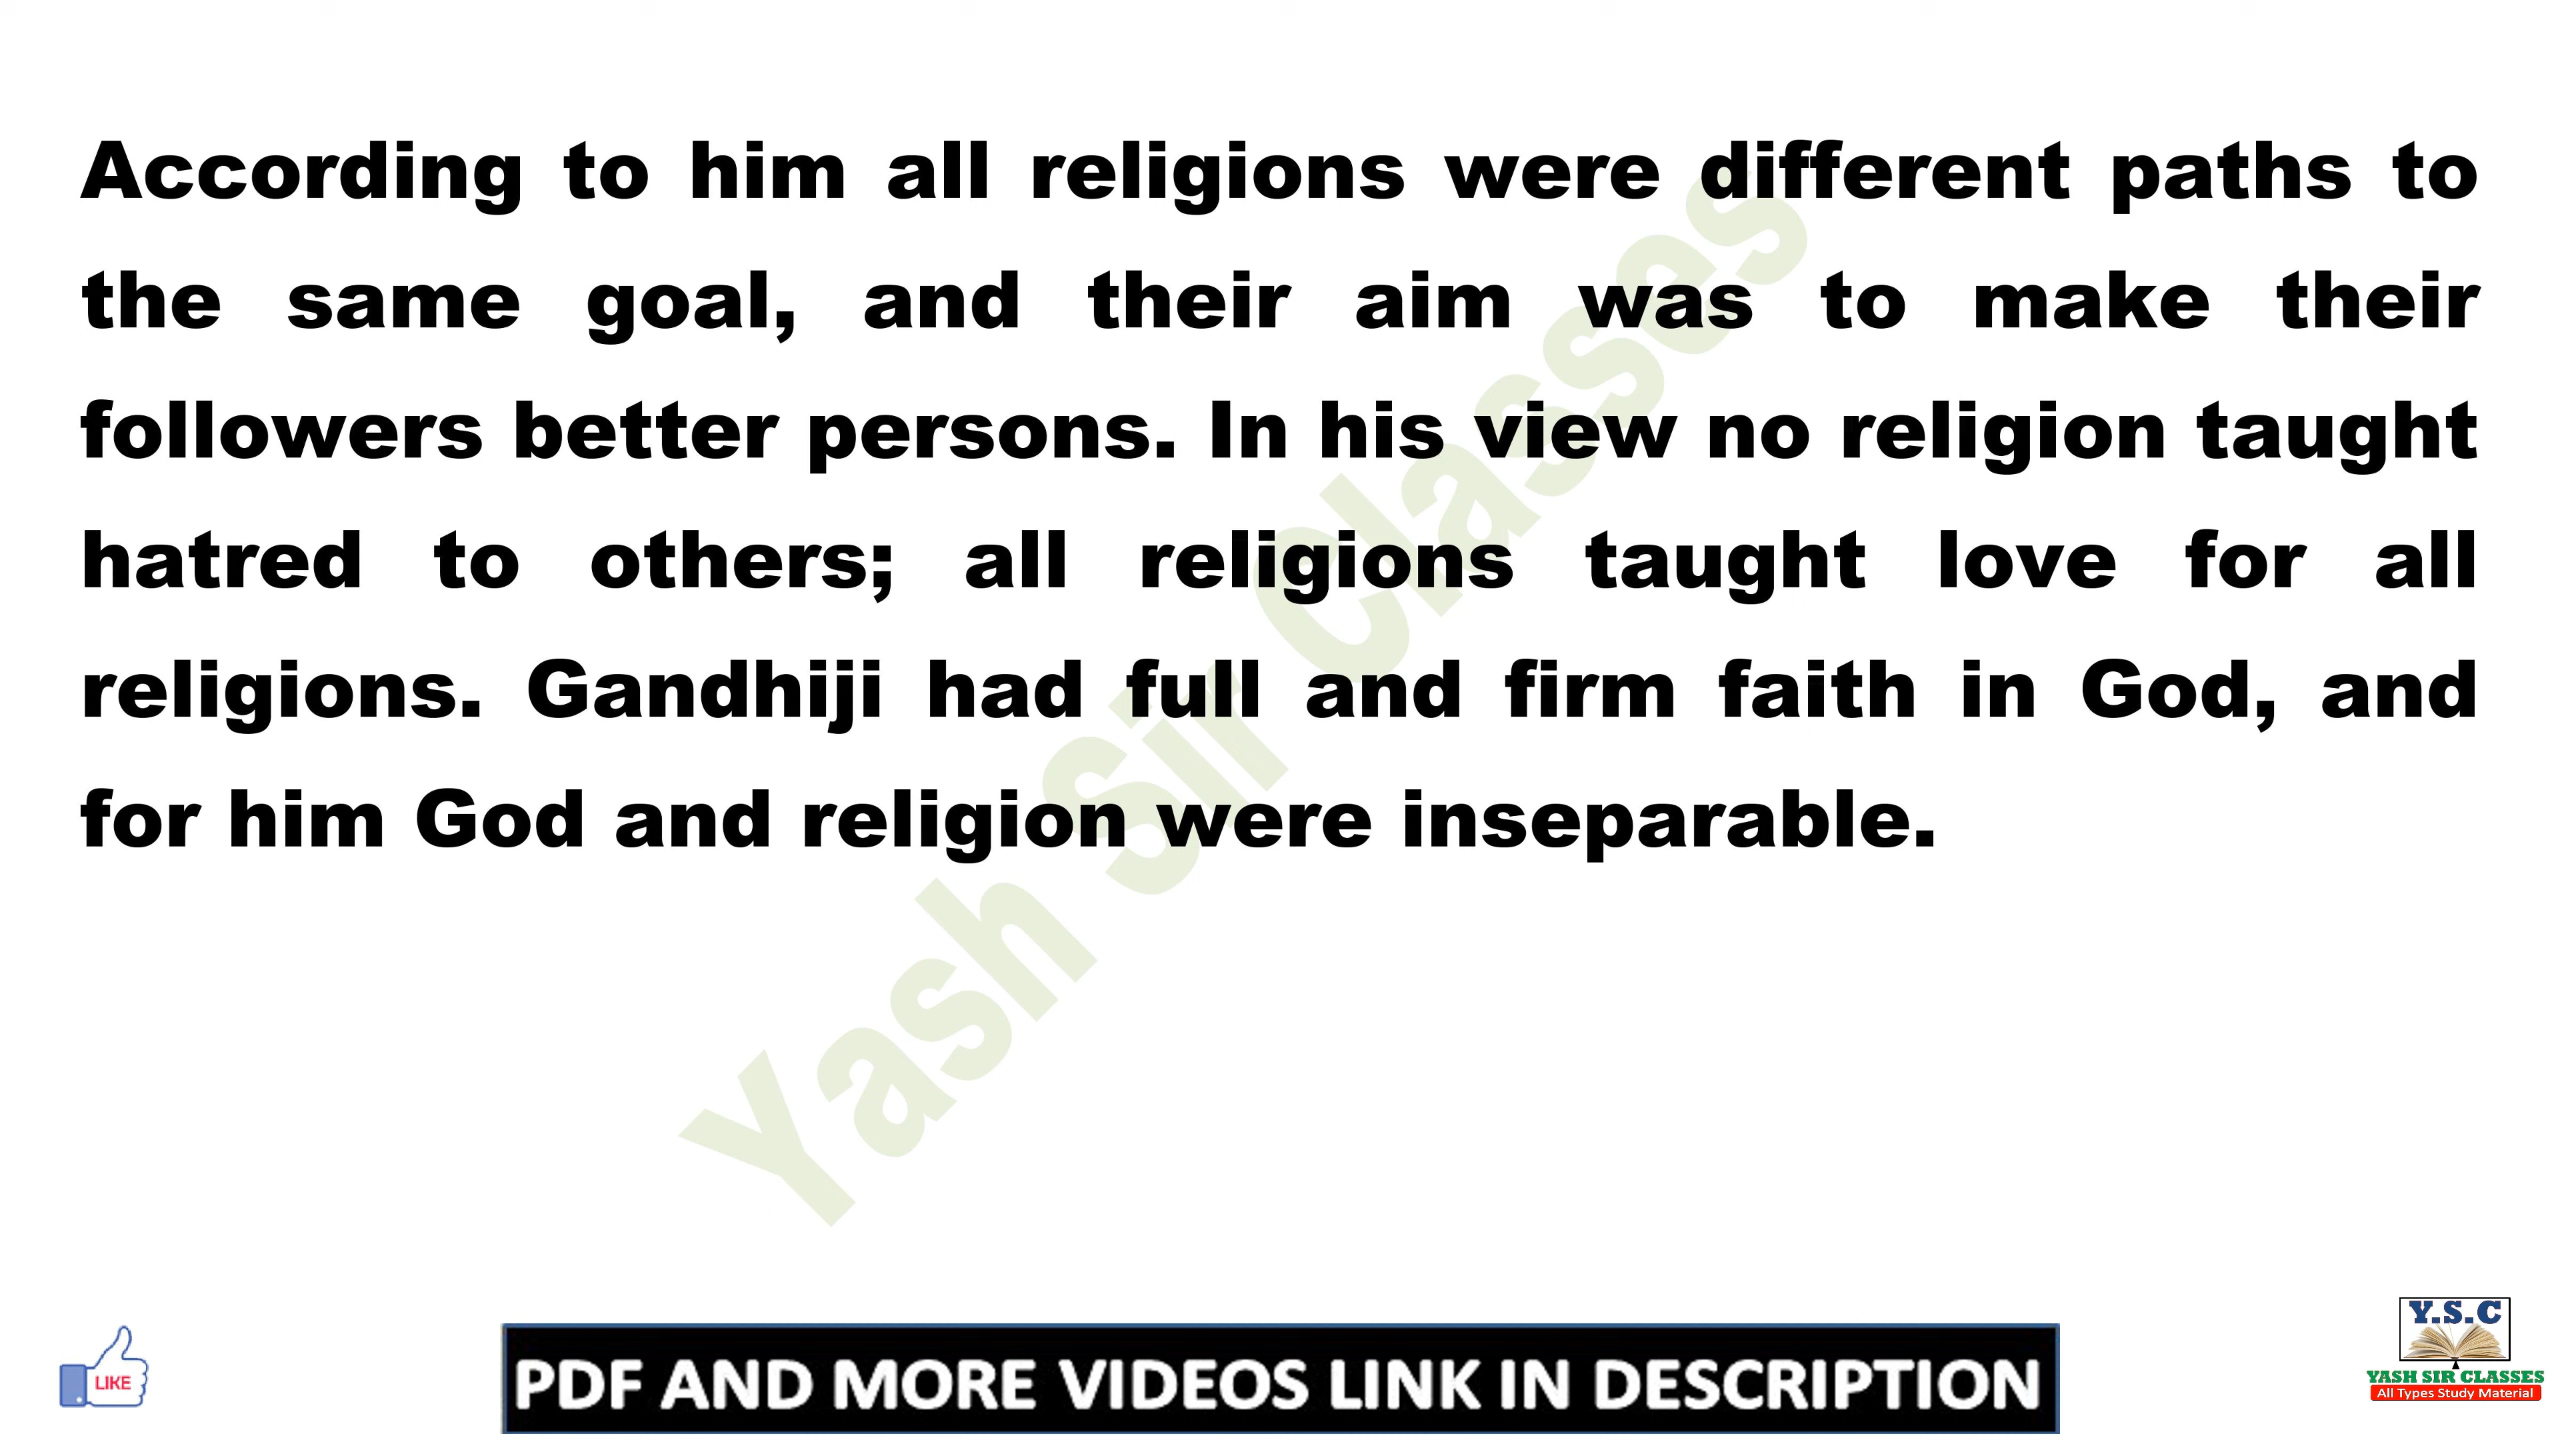 According to him all religions were different paths to
the same goal, and their aim was to make their
followers better persons. In his view no religion taught
hatred to others; all religions taught love for all
religions. Gandhiji had full and firm faith in God, and
for him God and religion were inseparable.
Yash Sir Classes
LIKE
PDF AND MORE VIDEOS LINK IN DESCRIPTION
Y.S.C
YASH SIR CLASSES
All Types Study Material